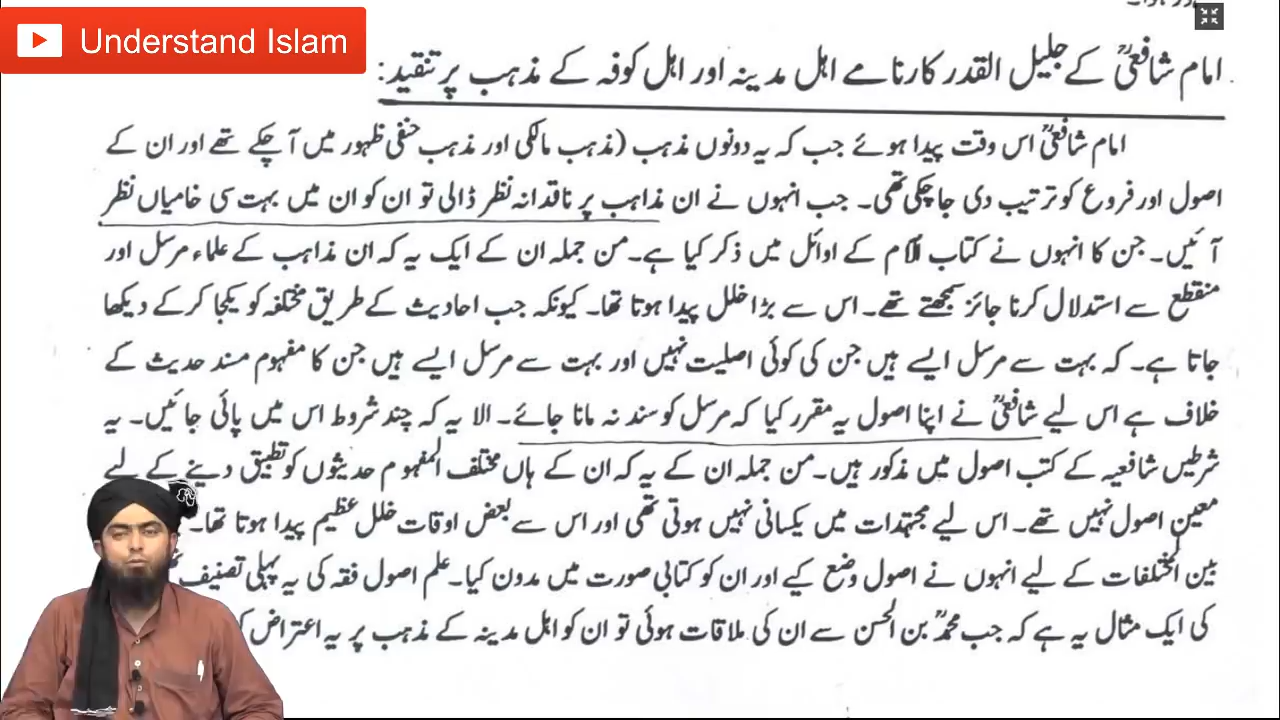 Understand Islam
امام شافعیؒ کے جلیل القدر کارنامے اہل مدینہ اور اہل کوفہ کے مذہب پر تنقید:
امام شافعیؒ اس وقت پیدا ہوئے جب کہ یہ دونوں مذہب (مذہب مالکی اور مذہب حنفی ظہور میں آ چکے تھے اور ان کے
اصول اور فروع کو ترتیب دی جا چکی تھی۔ جب انہوں نے ان مذاہب پر ناقدانہ نظر ڈالی تو ان کو ان میں بہت سی خامیاں نظر
آئیں۔ جن کا انہوں نے کتاب الام کے اوائل میں ذکر کیا ہے۔ من جملہ ان کے ایک یہ کہ ان مذاہب کے علماء مرسل اور
منقطع سے استدلال کرنا جائز سمجھتے تھے۔ اس سے بڑا خلل پیدا ہوتا تھا۔ کیونکہ جب احادیث کے طریق مختلفہ کو یکجا کر کے دیکھا
جاتا ہے۔ کہ بہت سے مرسل ایسے ہیں جن کی کوئی اصلیت نہیں اور بہت سے مرسل ایسے ہیں جن کا مفہوم مسند حدیث کے
خلاف ہے اس لیے شافعیؒ نے اپنا اصول یہ مقرر کیا کہ مرسل کو سند نہ مانا جائے۔ الا یہ کہ چند شروط اس میں پائی جائیں۔ یہ
شرطیں شافعیہ کے کتب اصول میں مذکور ہیں۔ من جملہ ان کے یہ کہ ان کے ہاں مختلف المفہوم حدیثوں کو تطبیق دینے کے لیے
معین اصول نہیں تھے۔ اس لیے مجتہدات میں یکسانی نہیں ہوتی تھی اور اس سے بعض اوقات خلل عظیم پیدا ہوتا تھا۔
بین المختلفات کے لیے انہوں نے اصول وضع کیے اور ان کو کتابی صورت میں مدون کیا۔ علم اصول فقہ کی یہ پہلی تصنیف
کی ایک مثال یہ ہے کہ جب محمدؒ بن الحسن سے ان کی ملاقات ہوئی تو ان کو اہل مدینہ کے مذہب پر یہ اعتراض